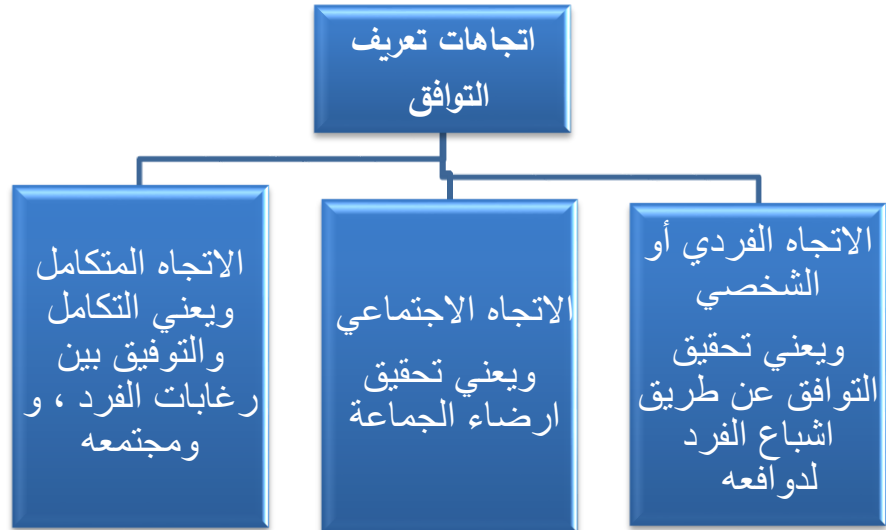 اتجاهات تعريف
التوافق
الاتجاه الفردي أو
الشخصي
ويعني تحقيق
التوافق عن طريق
اشباع الفرد
لدوافعه
الاتجاه الاجتماعي
ويعني تحقيق
ارضاء الجماعة
الاتجاه المتكامل
ويعني التكامل
والتوفيق بين
رغابات الفرد ، و
ومجتمعه